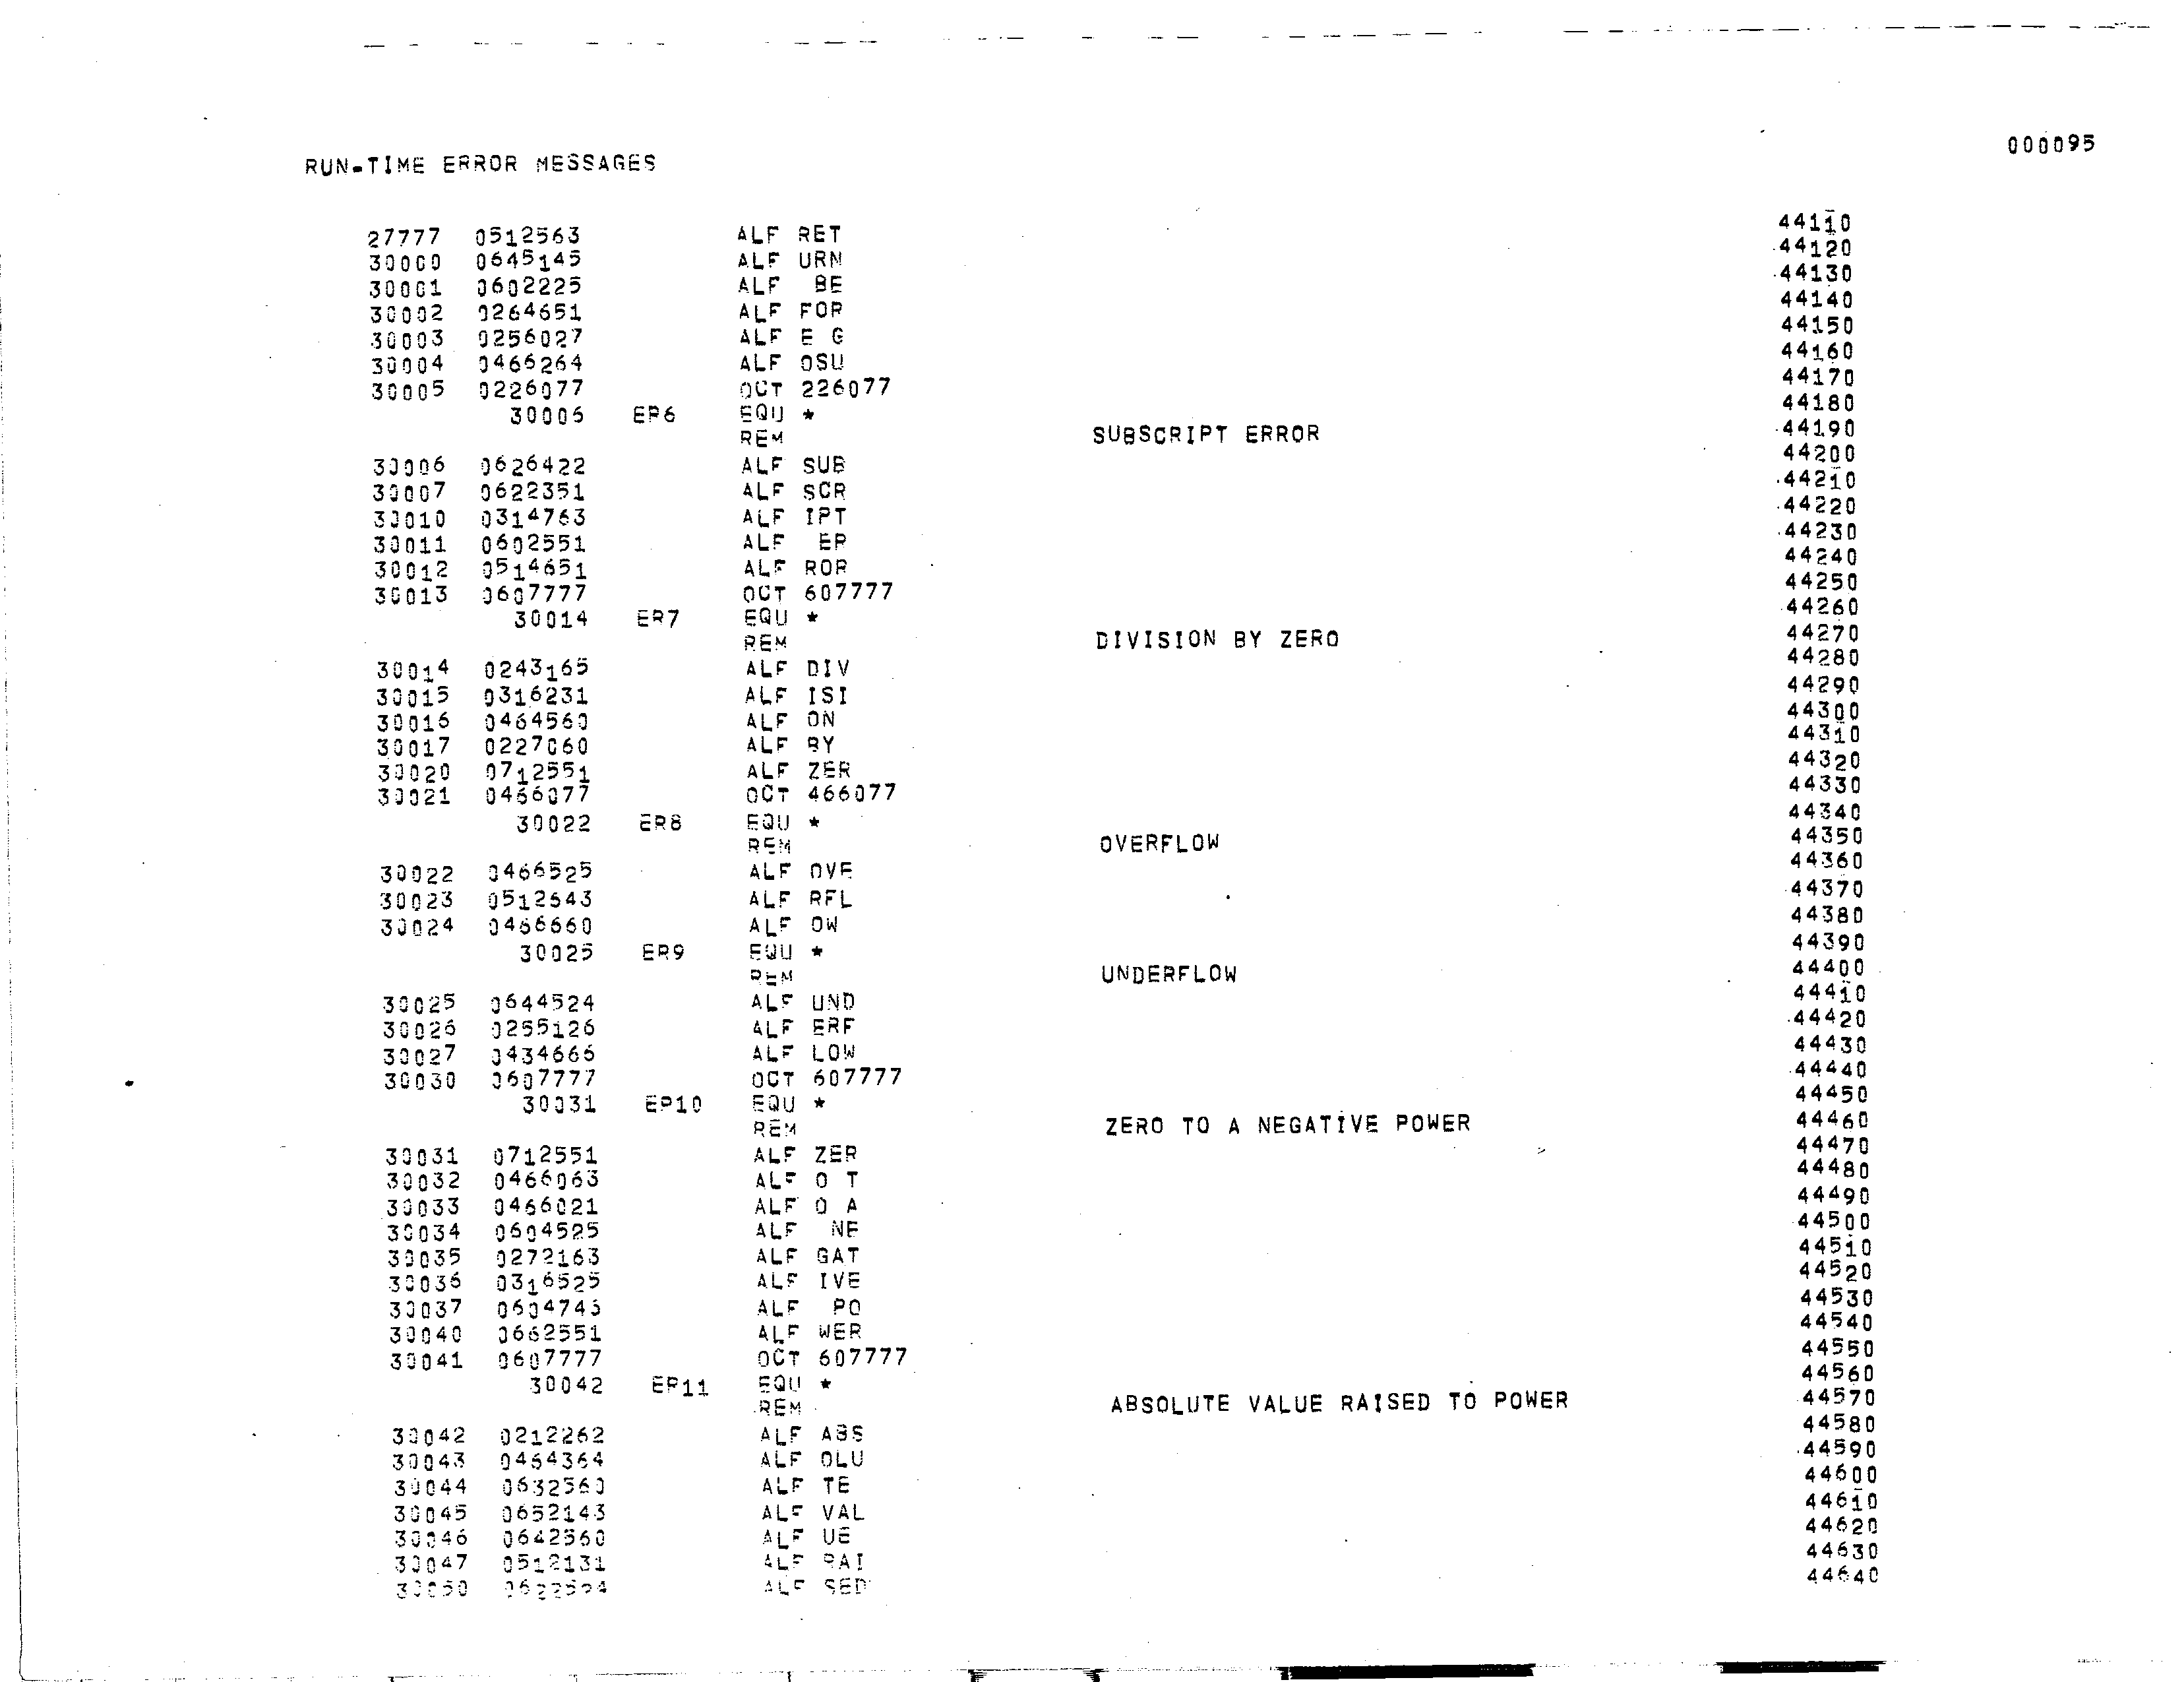 000095
RUN-TIME ERROR MESSAGES
27777 0512563 ALF RET 44110
30000 0645145 ALF URN 44120
30001 0602225 ALF  BE 44130
30002 0264651 ALF FOR 44140
30003 0256027 ALF E G 44150
30004 0466264 ALF OSU 44160
30005 0226077 OCT 226077 44170
30006 ER6 EQU * 44180
REM SUBSCRIPT ERROR 44190
30006 0626422 ALF SUB 44200
30007 0622351 ALF SCR 44210
30010 0314763 ALF IPT 44220
30011 0602551 ALF  ER 44230
30012 0514651 ALF ROR 44240
30013 0607777 OCT 607777 44250
30014 ER7 EQU * 44260
REM DIVISION BY ZERO 44270
30014 0243165 ALF DIV 44280
30015 0316231 ALF ISI 44290
30016 0464560 ALF ON 44300
30017 0227060 ALF BY 44310
30020 0712551 ALF ZER 44320
30021 0466077 OCT 466077 44330
30022 ER8 EQU * 44340
REM OVERFLOW 44350
30022 0466525 ALF OVE 44360
30023 0512643 ALF RFL 44370
30024 0466660 ALF OW 44380
30025 ER9 EQU * 44390
REM UNDERFLOW 44400
30025 0644524 ALF UND 44410
30026 0255126 ALF ERF 44420
30027 0434666 ALF LOW 44430
30030 0607777 OCT 607777 44440
30031 ER10 EQU * 44450
REM ZERO TO A NEGATIVE POWER 44460
30031 0712551 ALF ZER 44470
30032 0466063 ALF O T 44480
30033 0466021 ALF O A 44490
30034 0604525 ALF  NE 44500
30035 0272163 ALF GAT 44510
30036 0316525 ALF IVE 44520
30037 0604746 ALF  PO 44530
30040 0662551 ALF WER 44540
30041 0607777 OCT 607777 44550
30042 ER11 EQU * 44560
REM ABSOLUTE VALUE RAISED TO POWER 44570
30042 0212262 ALF ABS 44580
30043 0464364 ALF OLU 44590
30044 0632560 ALF TE 44600
30045 0652143 ALF VAL 44610
30046 0642560 ALF UE 44620
30047 0512131 ALF RAI 44630
30050 0622524 ALF SED 44640